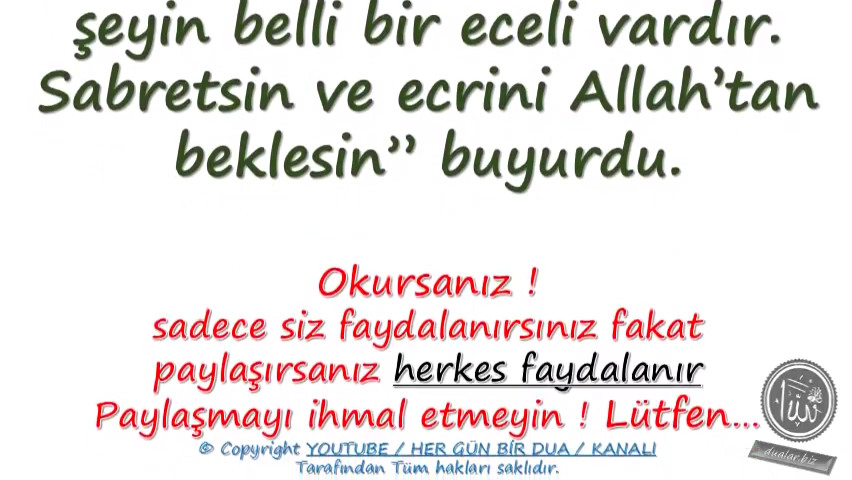 şeyin belli bir eceli vardır.
Sabretsin ve ecrini Allah’tan
beklesin” buyurdu.
Okursanız !
sadece siz faydalanırsınız fakat
paylaşırsanız herkes faydalanır
Paylaşmayı ihmal etmeyin ! Lütfen...
© Copyright YOUTUBE / HER GÜN BİR DUA / KANALI
Tarafından Tüm hakları saklıdır.
dualar.biz